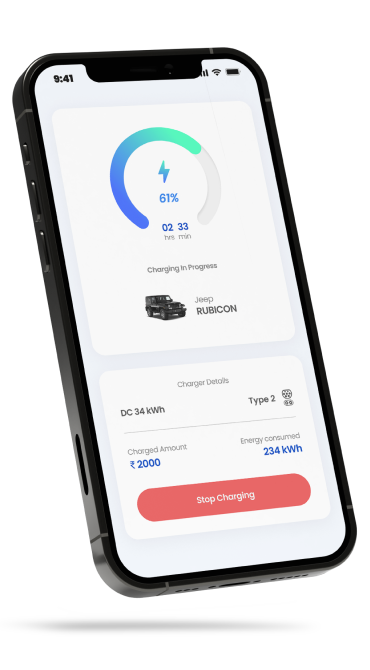 9:41
61%
02 33
hrs min
Charging In Progress
Jeep
RUBICON
Charger Details
DC 34 kWh
Type 2
Charged Amount
₹ 2000
Energy consumed
234 kWh
Stop Charging